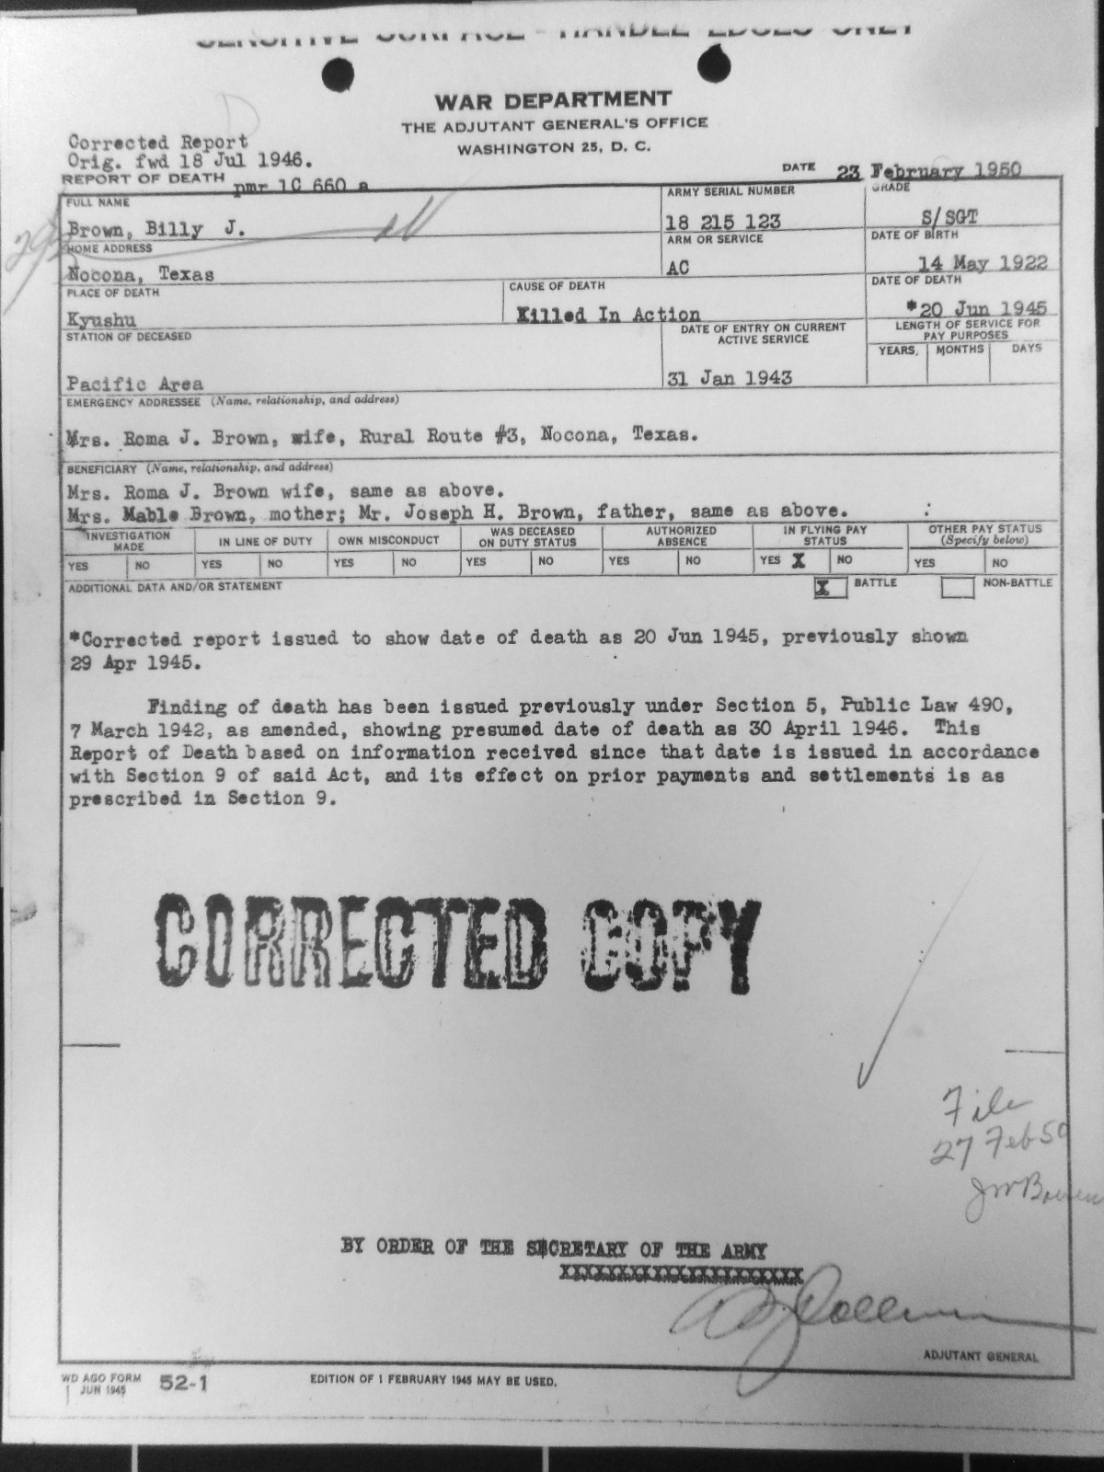 SENSITIVE SURFACE - HANDLE EDGES ONLY
WAR DEPARTMENT
THE ADJUTANT GENERAL'S OFFICE
WASHINGTON 25, D. C.
Corrected Report
Orig. fwd 18 Jul 1946.
REPORT OF DEATH pmr 1C 660 a
DATE 23 February 1950
FULL NAME
Brown, Billy J.
ARMY SERIAL NUMBER
18 215 123
GRADE
S/SGT
HOME ADDRESS
Nocona, Texas
ARM OR SERVICE
AC
DATE OF BIRTH
14 May 1922
PLACE OF DEATH
Kyushu
CAUSE OF DEATH
Killed In Action
DATE OF DEATH
*20 Jun 1945
STATION OF DECEASED
Pacific Area
DATE OF ENTRY ON CURRENT
ACTIVE SERVICE
31 Jan 1943
LENGTH OF SERVICE FOR
PAY PURPOSES
YEARS, MONTHS DAYS
EMERGENCY ADDRESSEE (Name, relationship, and address)
Mrs. Roma J. Brown, wife, Rural Route #3, Nocona, Texas.
BENEFICIARY (Name, relationship, and address)
Mrs. Roma J. Brown wife, same as above.
Mrs. Mable Brown, mother; Mr. Joseph H. Brown, father, same as above. :
INVESTIGATION
MADE
IN LINE OF DUTY
OWN MISCONDUCT
WAS DECEASED
ON DUTY STATUS
AUTHORIZED
ABSENCE
IN FLYING PAY
STATUS
OTHER PAY STATUS
(Specify below)
YES NO YES NO YES NO YES NO YES NO YES X NO YES NO
ADDITIONAL DATA AND/OR STATEMENT X BATTLE NON-BATTLE
*Corrected report issued to show date of death as 20 Jun 1945, previously shown
29 Apr 1945.
Finding of death has been issued previously under Section 5, Public Law 490,
7 March 1942, as amended, showing presumed date of death as 30 April 1946. This
Report of Death based on information received since that date is issued in accordance
with Section 9 of said Act, and its effect on prior payments and settlements is as
prescribed in Section 9.
CORRECTED COPY
File
27 Feb 50
BY ORDER OF THE SECRETARY OF THE ARMY
XXXXXXXXXXXXXXXXXXXXX
ADJUTANT GENERAL
WD AGO FORM
1 JUN 1945
52-1
EDITION OF 1 FEBRUARY 1945 MAY BE USED.